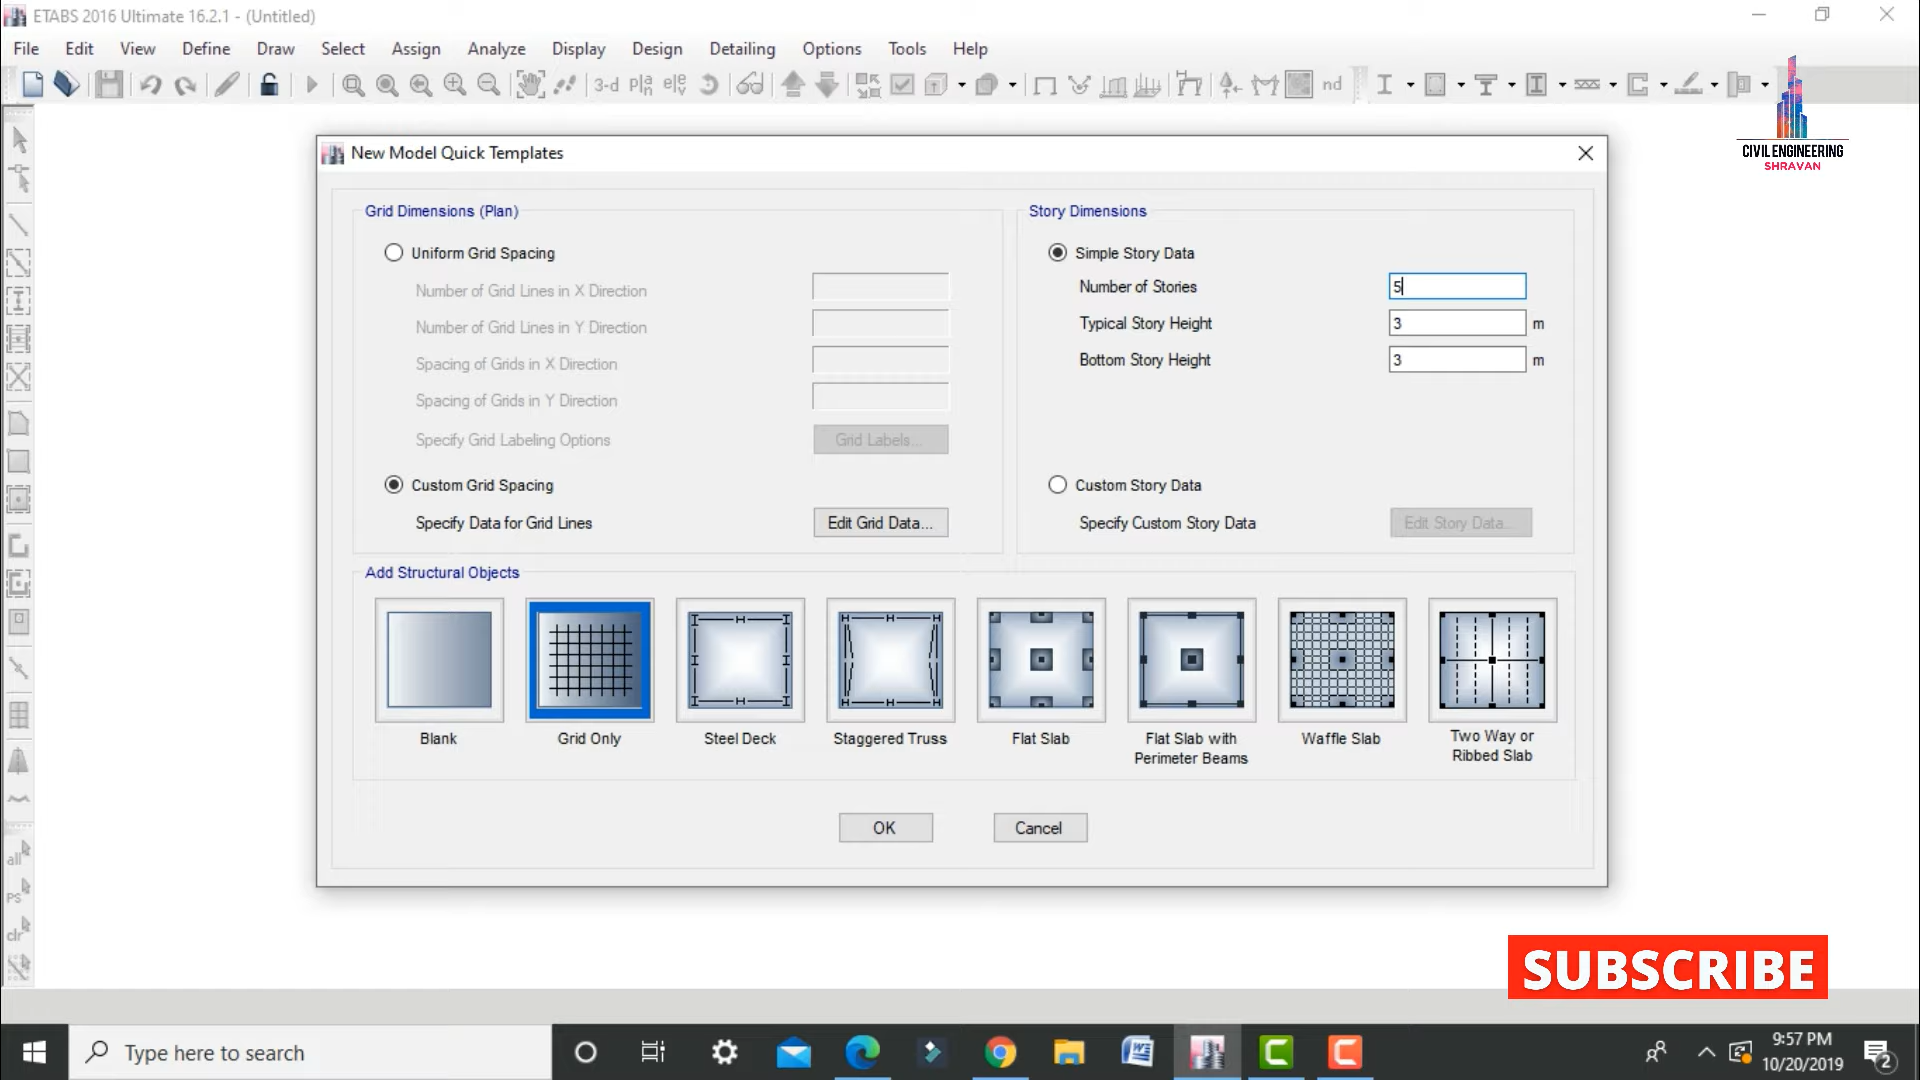 ETABS 2016 Ultimate 16.2.1 - (Untitled)
File Edit View Define Draw Select Assign Analyze Display Design Detailing Options Tools Help
3-d pla n ele v nd
CIVIL ENGINEERING
SHRAVAN
New Model Quick Templates
Grid Dimensions (Plan)
Uniform Grid Spacing
Number of Grid Lines in X Direction
Number of Grid Lines in Y Direction
Spacing of Grids in X Direction
Spacing of Grids in Y Direction
Specify Grid Labeling Options Grid Labels...
Custom Grid Spacing
Specify Data for Grid Lines Edit Grid Data...
Story Dimensions
Simple Story Data
Number of Stories 5
Typical Story Height 3 m
Bottom Story Height 3 m
Custom Story Data
Specify Custom Story Data Edit Story Data...
Add Structural Objects
Blank Grid Only Steel Deck Staggered Truss Flat Slab Flat Slab with Perimeter Beams Waffle Slab Two Way or Ribbed Slab
OK Cancel
all
ps
clr
SUBSCRIBE
Type here to search
9:57 PM
10/20/2019
2